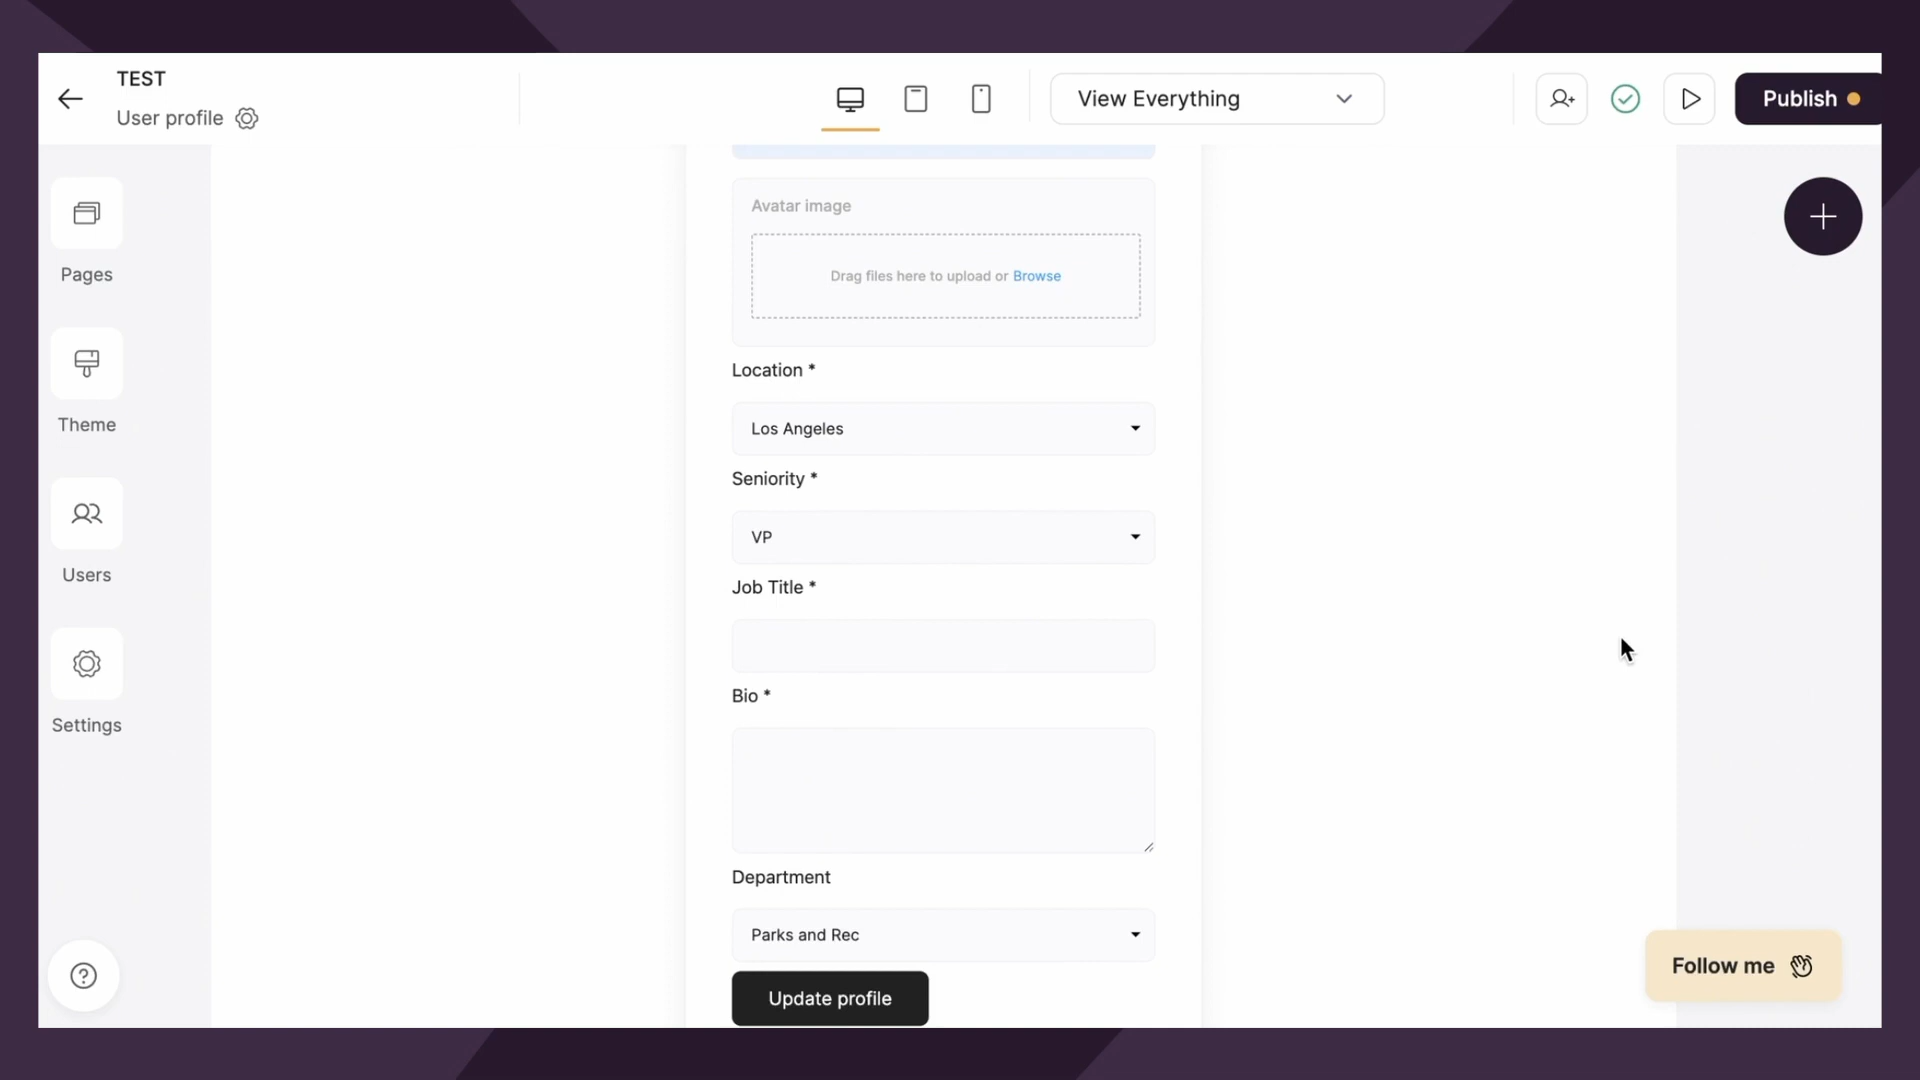 TEST
User profile
View Everything
Publish
Pages
Theme
Users
Settings
Avatar image
Drag files here to upload or Browse
Location *
Los Angeles
Seniority *
VP
Job Title *
Bio *
Department
Parks and Rec
Update profile
Follow me